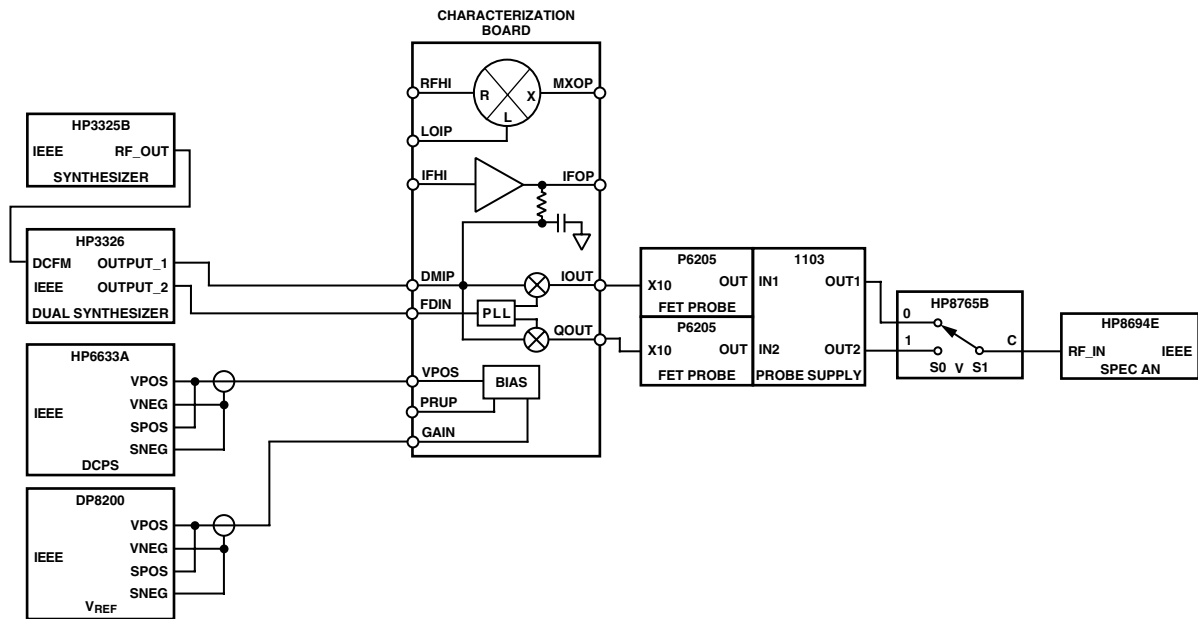 CHARACTERIZATION
BOARD
RFHI
R
X
L
MXOP
LOIP
HP3325B
IEEE
RF_OUT
SYNTHESIZER
IFHI
IFOP
HP3326
DCFM
OUTPUT_1
IEEE
OUTPUT_2
DUAL SYNTHESIZER
DMIP
IOUT
FDIN
PLL
QOUT
P6205
X10
OUT
FET PROBE
P6205
X10
OUT
FET PROBE
1103
IN1
OUT1
IN2
OUT2
PROBE SUPPLY
HP8765B
0
1
C
S0 V S1
HP8694E
RF_IN
IEEE
SPEC AN
HP6633A
VPOS
IEEE
VNEG
SPOS
SNEG
DCPS
VPOS
BIAS
PRUP
GAIN
DP8200
VPOS
IEEE
VNEG
SPOS
SNEG
VREF